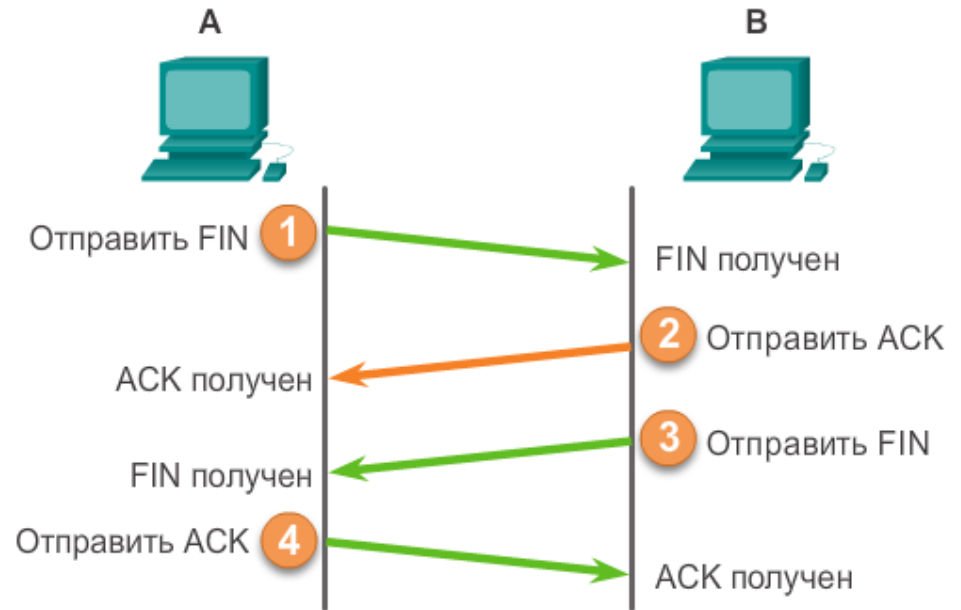 A
B
Отправить FIN 1
FIN получен
2 Отправить ACK
ACK получен
3 Отправить FIN
FIN получен
Отправить ACK 4
ACK получен